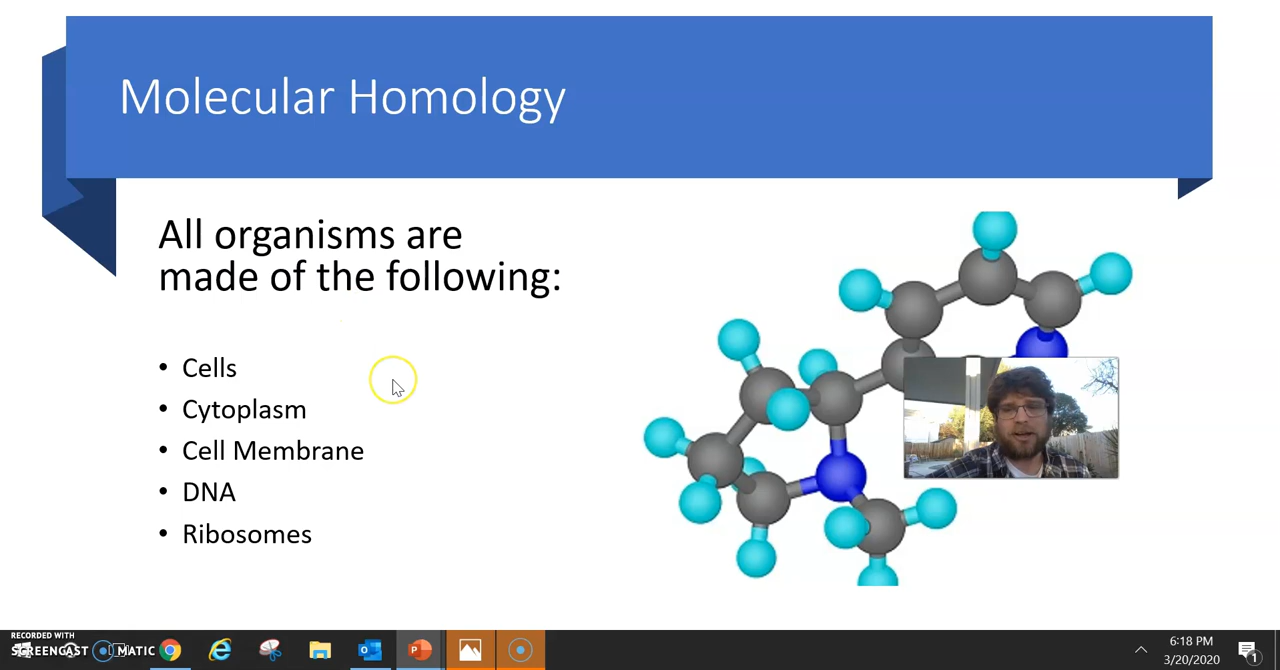 Molecular Homology
All organisms are
made of the following:
• Cells
• Cytoplasm
• Cell Membrane
• DNA
• Ribosomes
RECORDED WITH
SCREENCAST MATIC
6:18 PM
3/20/2020
1